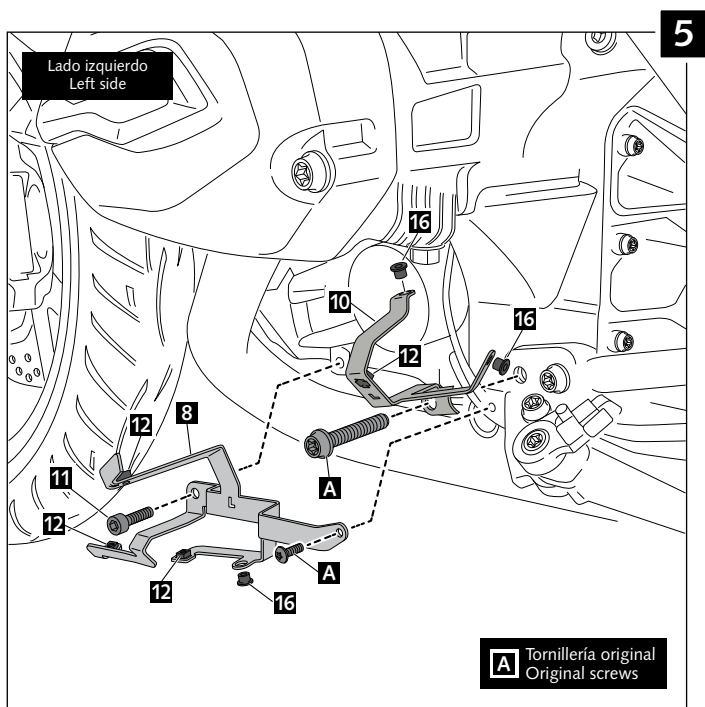 5
Lado izquierdo
Left side
16
10
16
12
8
12
A
11
L
L
12
12
A
16
A Tornillería original
Original screws